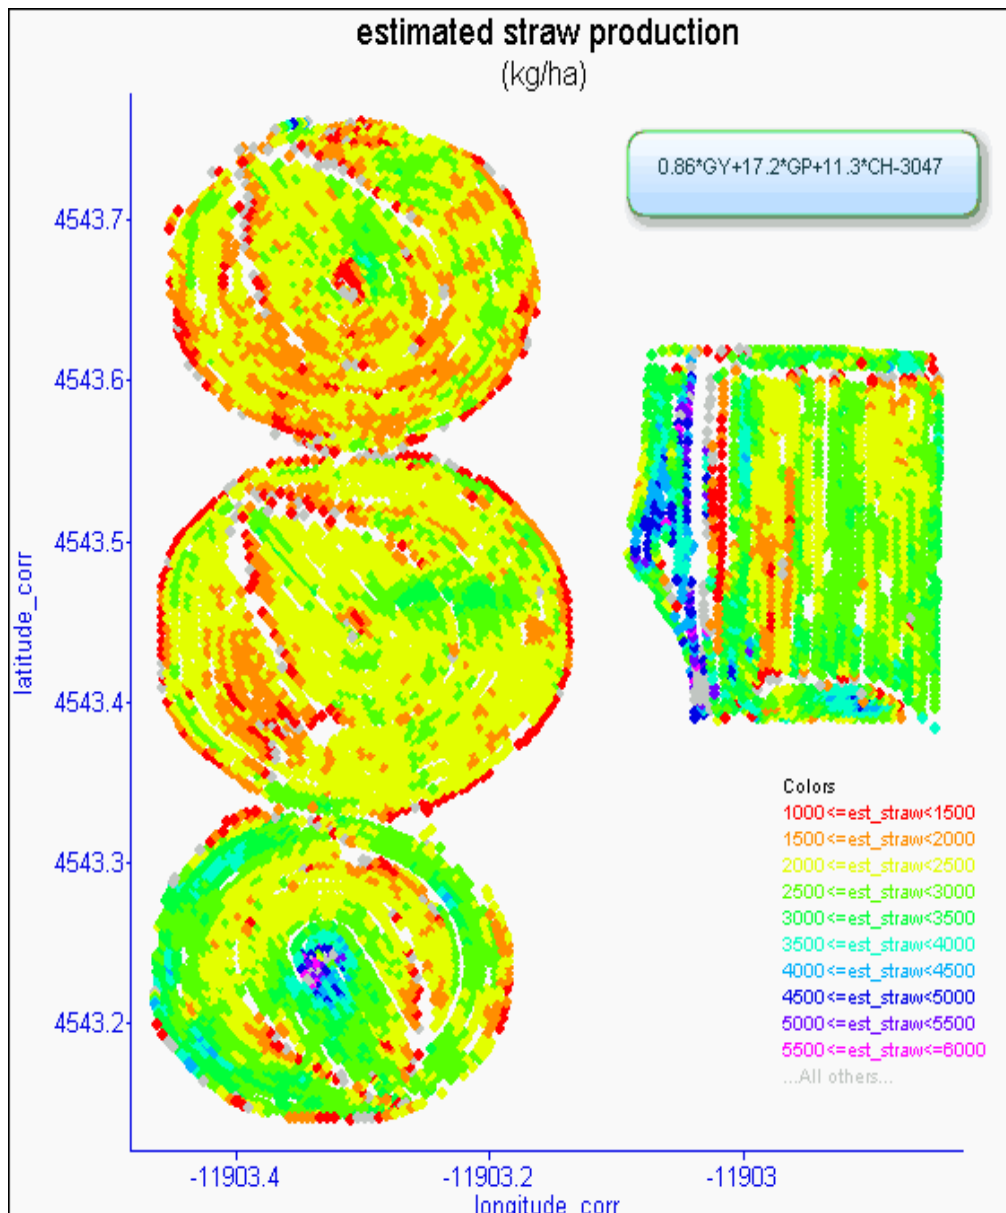 estimated straw production
(kg/ha)
0.86*GY+17.2*GP+11.3*CH-3047
4543.7
4543.6
4543.5
4543.4
4543.3
4543.2
latitude_corr
Colors
1000<=est_straw<1500
1500<=est_straw<2000
2000<=est_straw<2500
2500<=est_straw<3000
3000<=est_straw<3500
3500<=est_straw<4000
4000<=est_straw<4500
4500<=est_straw<5000
5000<=est_straw<5500
5500<=est_straw<=6000
...All others...
-11903.4
-11903.2
-11903
longitude_corr